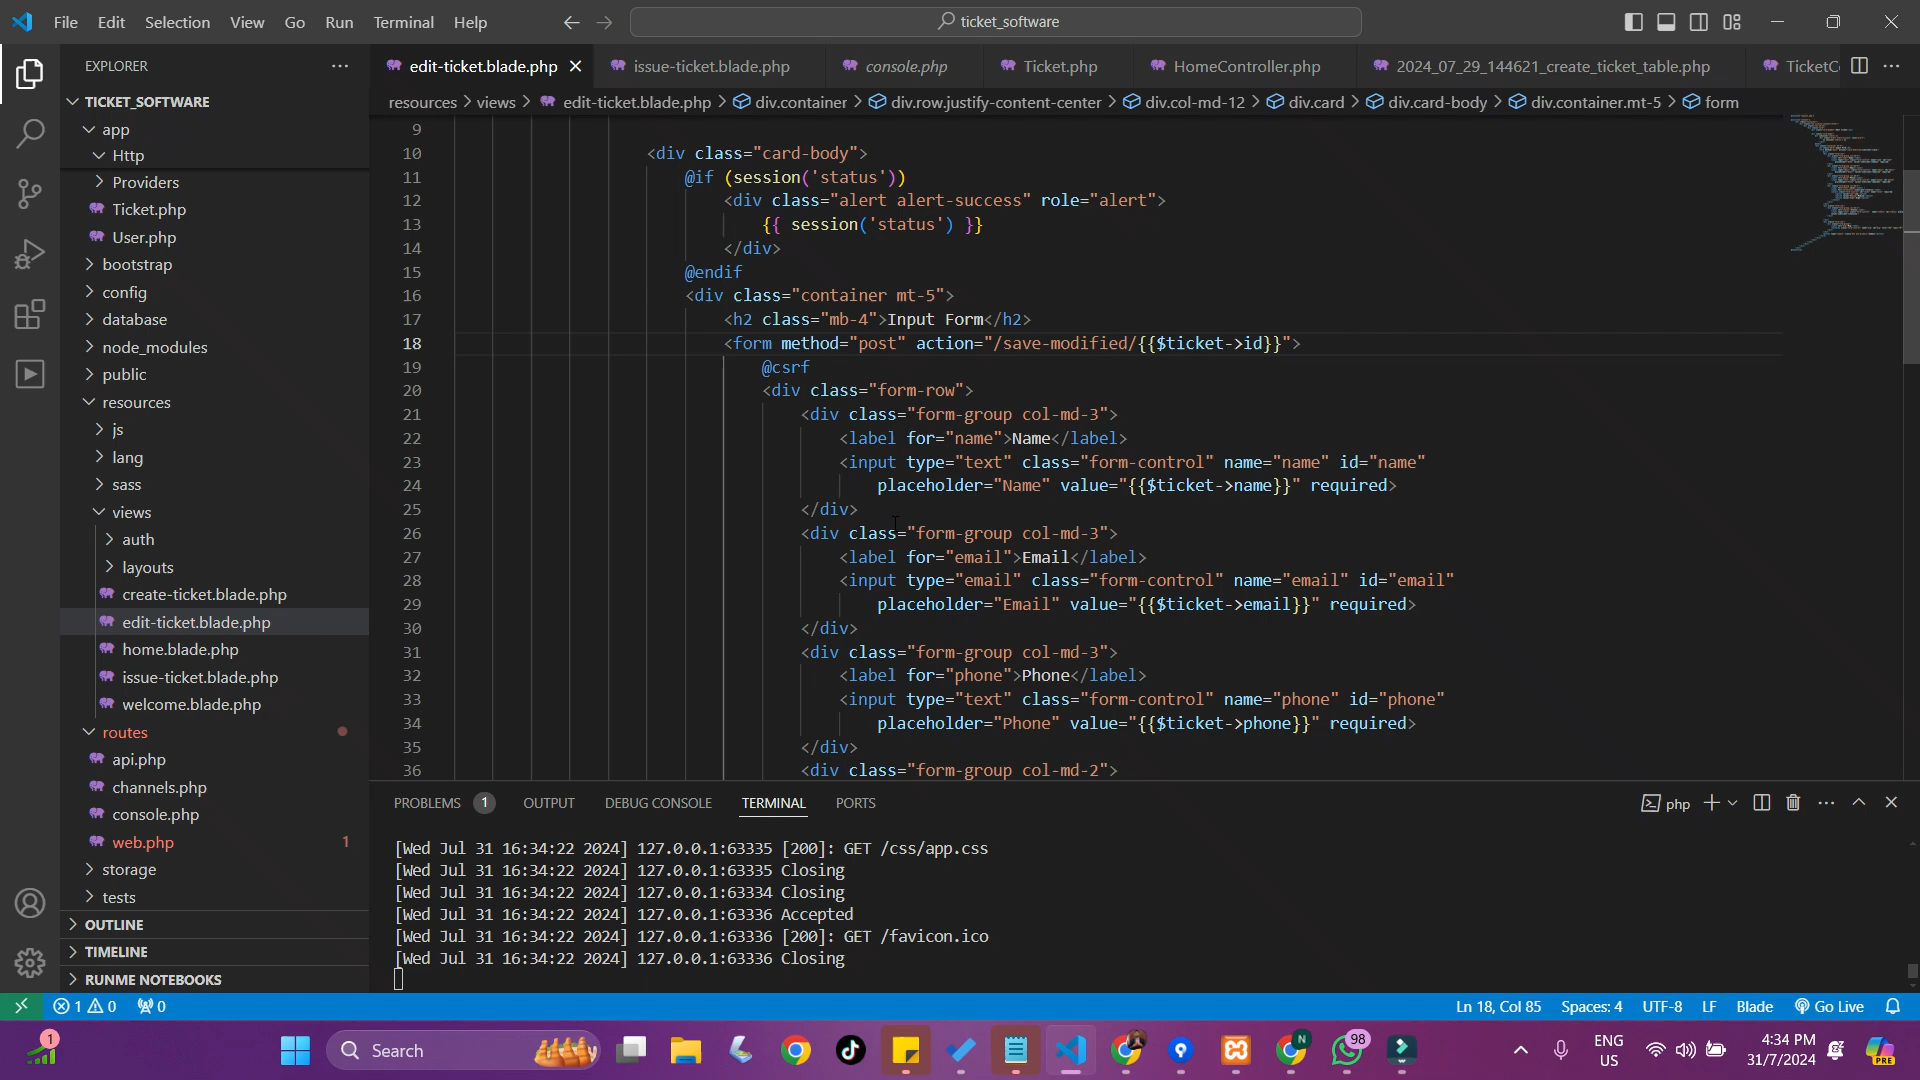 File Edit Selection View Go Run Terminal Help
ticket_software
EXPLORER
edit-ticket.blade.php
issue-ticket.blade.php
console.php
Ticket.php
HomeController.php
2024_07_29_144621_create_ticket_table.php
TicketC
resources > views > edit-ticket.blade.php > div.container > div.row.justify-content-center > div.col-md-12 > div.card > div.card-body > div.container.mt-5 > form
TICKET_SOFTWARE
app
Http
Providers
Ticket.php
User.php
bootstrap
config
database
node_modules
public
resources
js
lang
sass
views
auth
layouts
create-ticket.blade.php
edit-ticket.blade.php
home.blade.php
issue-ticket.blade.php
welcome.blade.php
routes
api.php
channels.php
console.php
web.php 1
storage
tests
OUTLINE
TIMELINE
RUNME NOTEBOOKS
9
10 <div class="card-body">
11 @if (session('status'))
12 <div class="alert alert-success" role="alert">
13 {{ session('status') }}
14 </div>
15 @endif
16 <div class="container mt-5">
17 <h2 class="mb-4">Input Form</h2>
18 <form method="post" action="/save-modified/{{$ticket->id}}">
19 @csrf
20 <div class="form-row">
21 <div class="form-group col-md-3">
22 <label for="name">Name</label>
23 <input type="text" class="form-control" name="name" id="name"
24 placeholder="Name" value="{{$ticket->name}}" required>
25 </div>
26 <div class="form-group col-md-3">
27 <label for="email">Email</label>
28 <input type="email" class="form-control" name="email" id="email"
29 placeholder="Email" value="{{$ticket->email}}" required>
30 </div>
31 <div class="form-group col-md-3">
32 <label for="phone">Phone</label>
33 <input type="text" class="form-control" name="phone" id="phone"
34 placeholder="Phone" value="{{$ticket->phone}}" required>
35 </div>
36 <div class="form-group col-md-2">
PROBLEMS 1 OUTPUT DEBUG CONSOLE TERMINAL PORTS
php
[Wed Jul 31 16:34:22 2024] 127.0.0.1:63335 [200]: GET /css/app.css
[Wed Jul 31 16:34:22 2024] 127.0.0.1:63335 Closing
[Wed Jul 31 16:34:22 2024] 127.0.0.1:63334 Closing
[Wed Jul 31 16:34:22 2024] 127.0.0.1:63336 Accepted
[Wed Jul 31 16:34:22 2024] 127.0.0.1:63336 [200]: GET /favicon.ico
[Wed Jul 31 16:34:22 2024] 127.0.0.1:63336 Closing
1 0 0
Ln 18, Col 85 Spaces: 4 UTF-8 LF Blade Go Live
1
Search
N
98
ENG
US
4:34 PM
31/7/2024
PRE